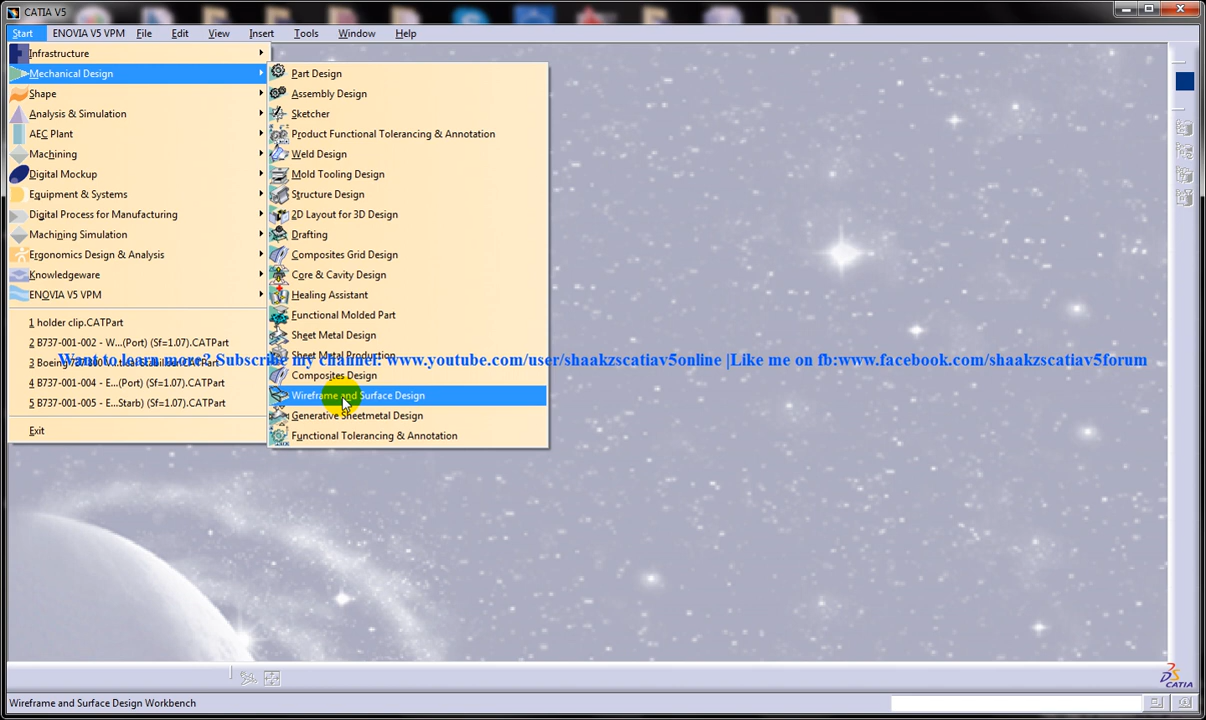 CATIA V5
Start ENOVIA V5 VPM File Edit View Insert Tools Window Help
Infrastructure
Mechanical Design
Shape
Analysis & Simulation
AEC Plant
Machining
Digital Mockup
Equipment & Systems
Digital Process for Manufacturing
Machining Simulation
Ergonomics Design & Analysis
Knowledgeware
ENOVIA V5 VPM
1 holder clip.CATPart
2 B737-001-002 - W...(Port) (Sf=1.07).CATPart
4 B737-001-004 - E...(Port) (Sf=1.07).CATPart
5 B737-001-005 - E...Starb) (Sf=1.07).CATPart
Exit
Part Design
Assembly Design
Sketcher
Product Functional Tolerancing & Annotation
Weld Design
Mold Tooling Design
Structure Design
2D Layout for 3D Design
Drafting
Composites Grid Design
Core & Cavity Design
Healing Assistant
Functional Molded Part
Sheet Metal Design
Sheet Metal Production
Composites Design
Wireframe and Surface Design
Generative Sheetmetal Design
Functional Tolerancing & Annotation
Want to learn more? Subscribe my channel: www.youtube.com/user/shaakzscatiav5online |Like me on fb:www.facebook.com/shaakzscatiav5forum
CATIA
Wireframe and Surface Design Workbench